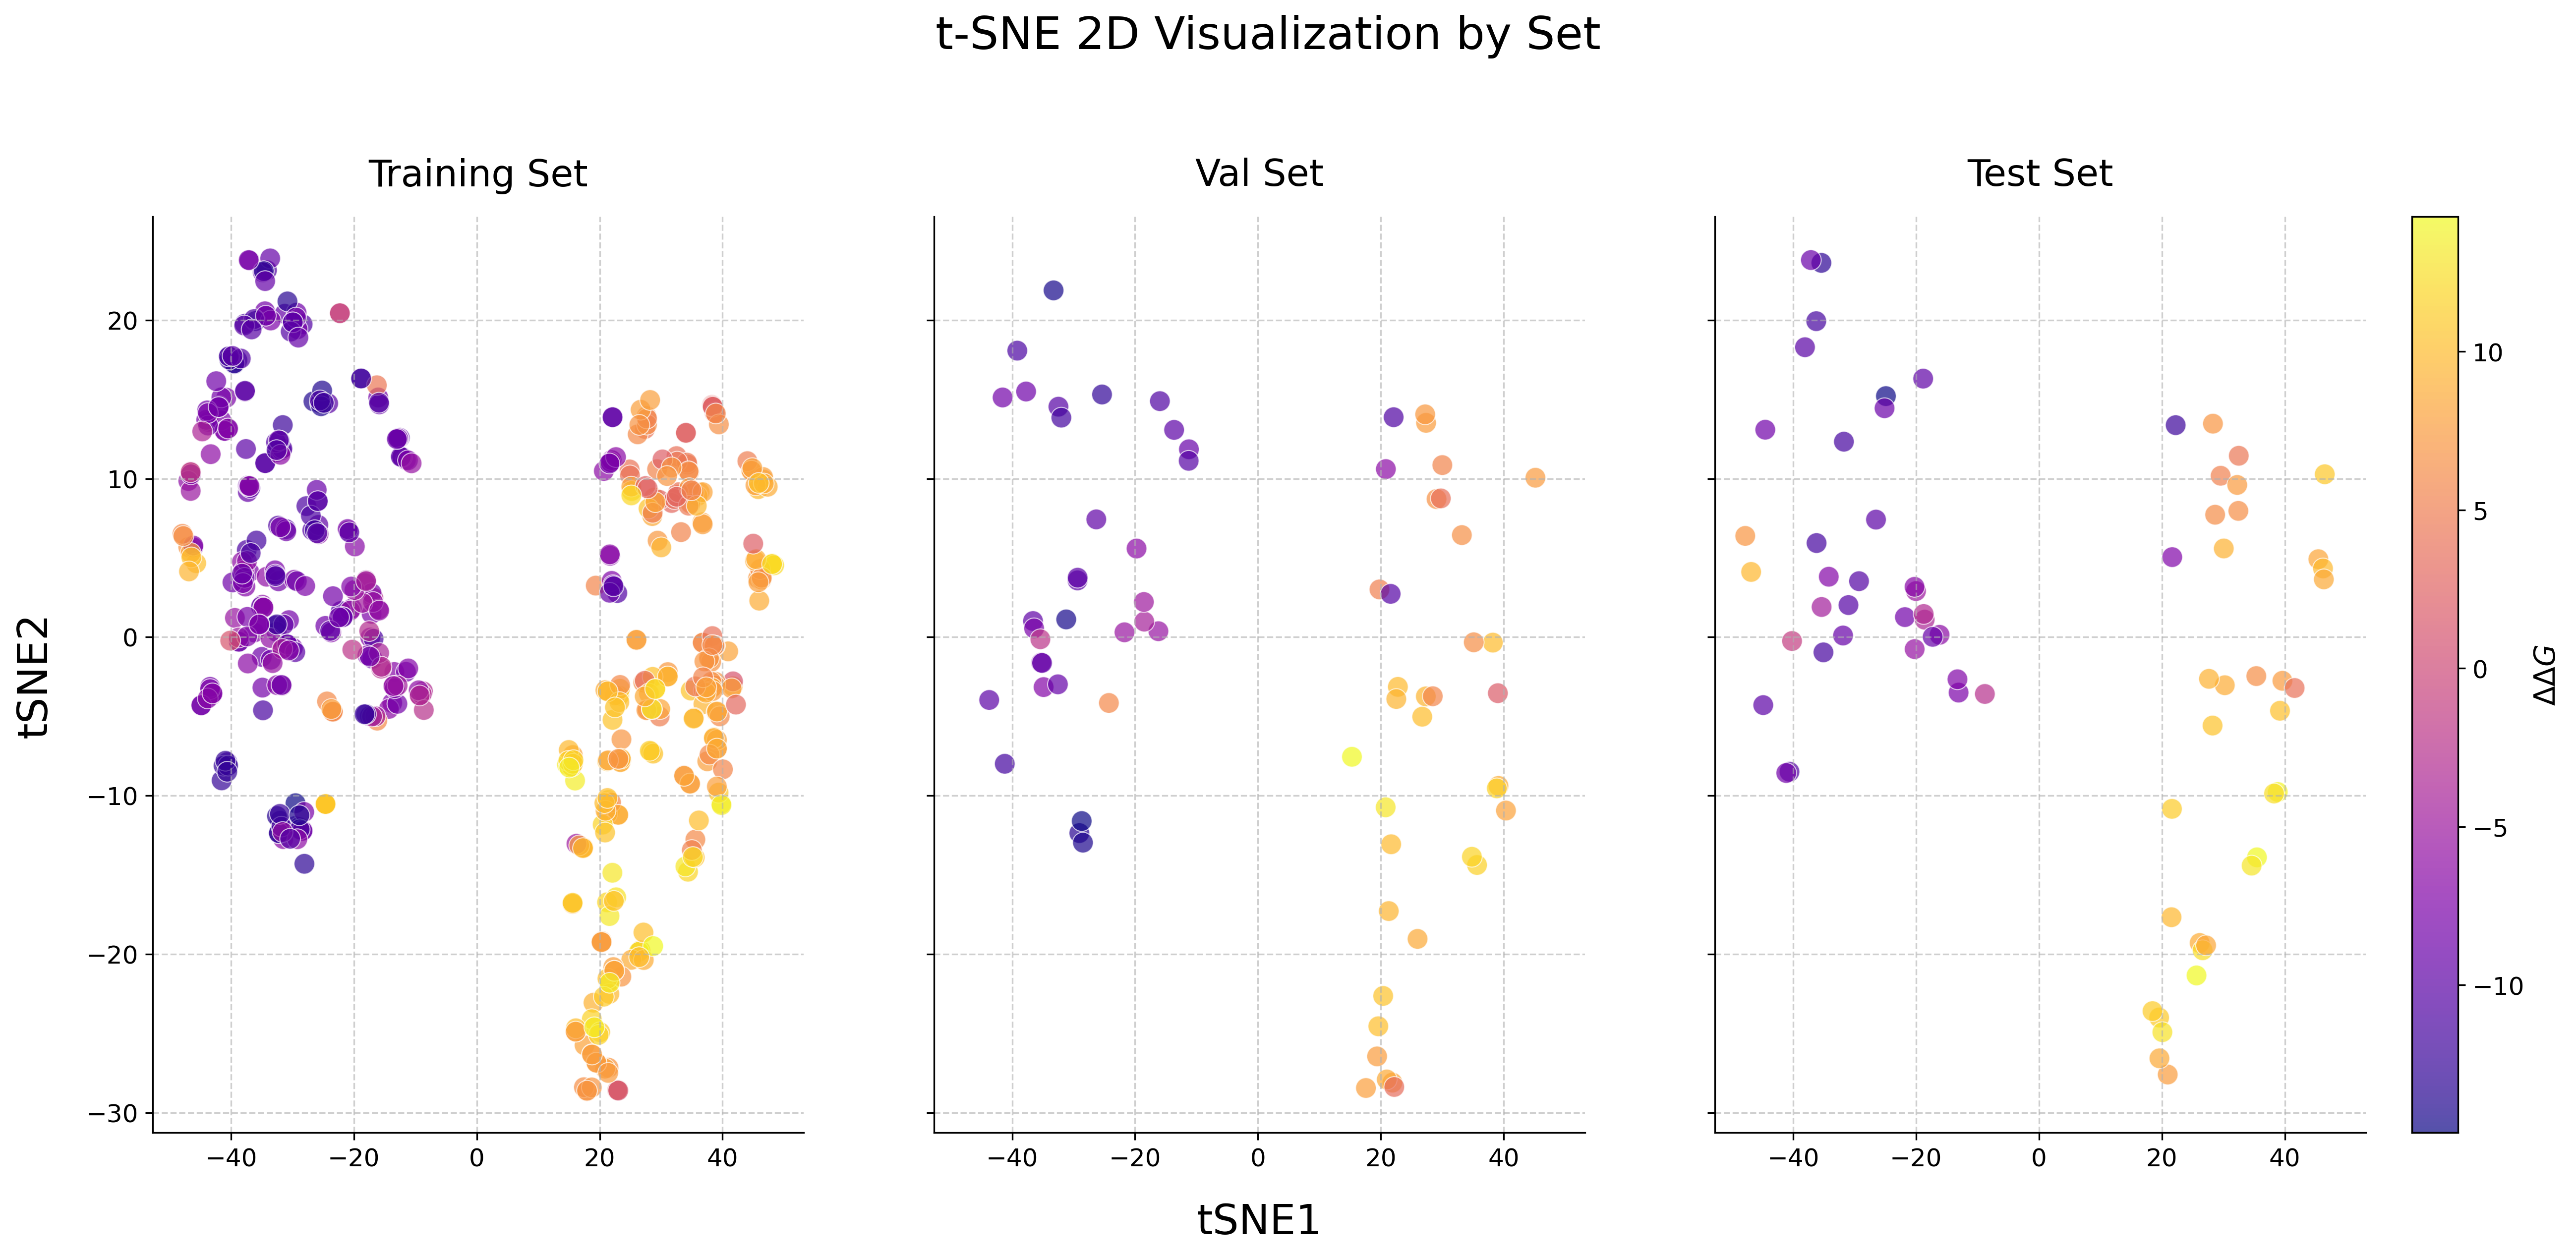 t-SNE 2D Visualization by Set
Training Set
Val Set
Test Set
20
10
0
−10
−20
−30
tSNE2
−40 −20 0 20 40
−40 −20 0 20 40
−40 −20 0 20 40
tSNE1
10
5
0
−5
−10
ΔΔG